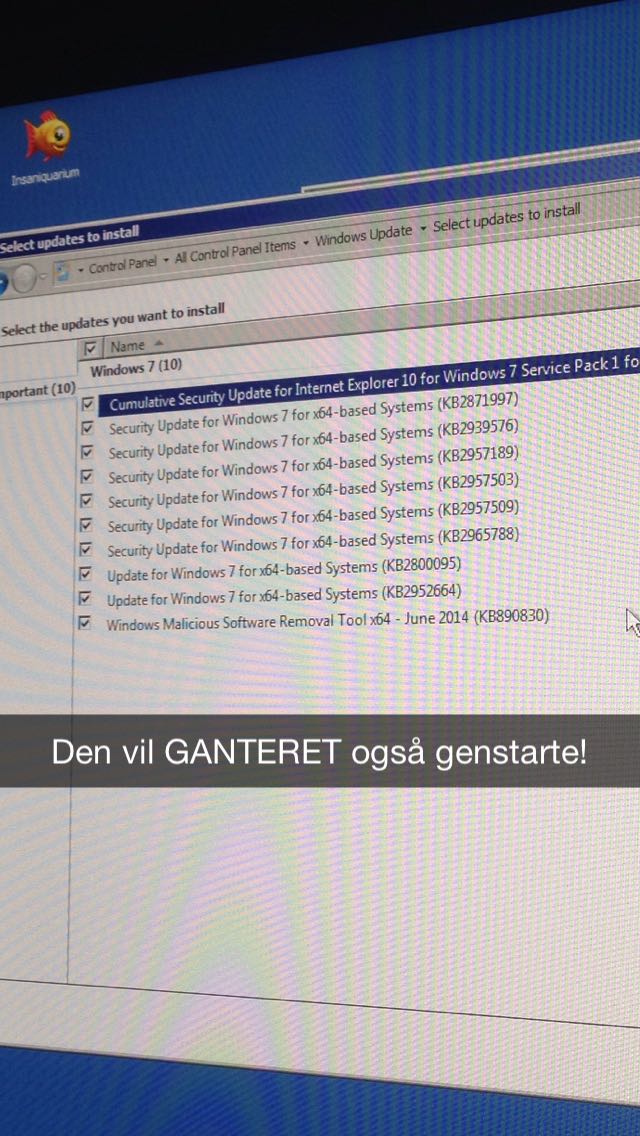 Insaniquarium
Select updates to install
Control Panel All Control Panel Items Windows Update Select updates to install
Select the updates you want to install
Name
Windows 7 (10)
mportant (10)
Cumulative Security Update for Internet Explorer 10 for Windows 7 Service Pack 1 fo
Security Update for Windows 7 for x64-based Systems (KB2871997)
Security Update for Windows 7 for x64-based Systems (KB2939576)
Security Update for Windows 7 for x64-based Systems (KB2957189)
Security Update for Windows 7 for x64-based Systems (KB2957503)
Security Update for Windows 7 for x64-based Systems (KB2957509)
Security Update for Windows 7 for x64-based Systems (KB2965788)
Update for Windows 7 for x64-based Systems (KB2800095)
Update for Windows 7 for x64-based Systems (KB2952664)
Windows Malicious Software Removal Tool x64 - June 2014 (KB890830)
Den vil GANTERET også genstarte!